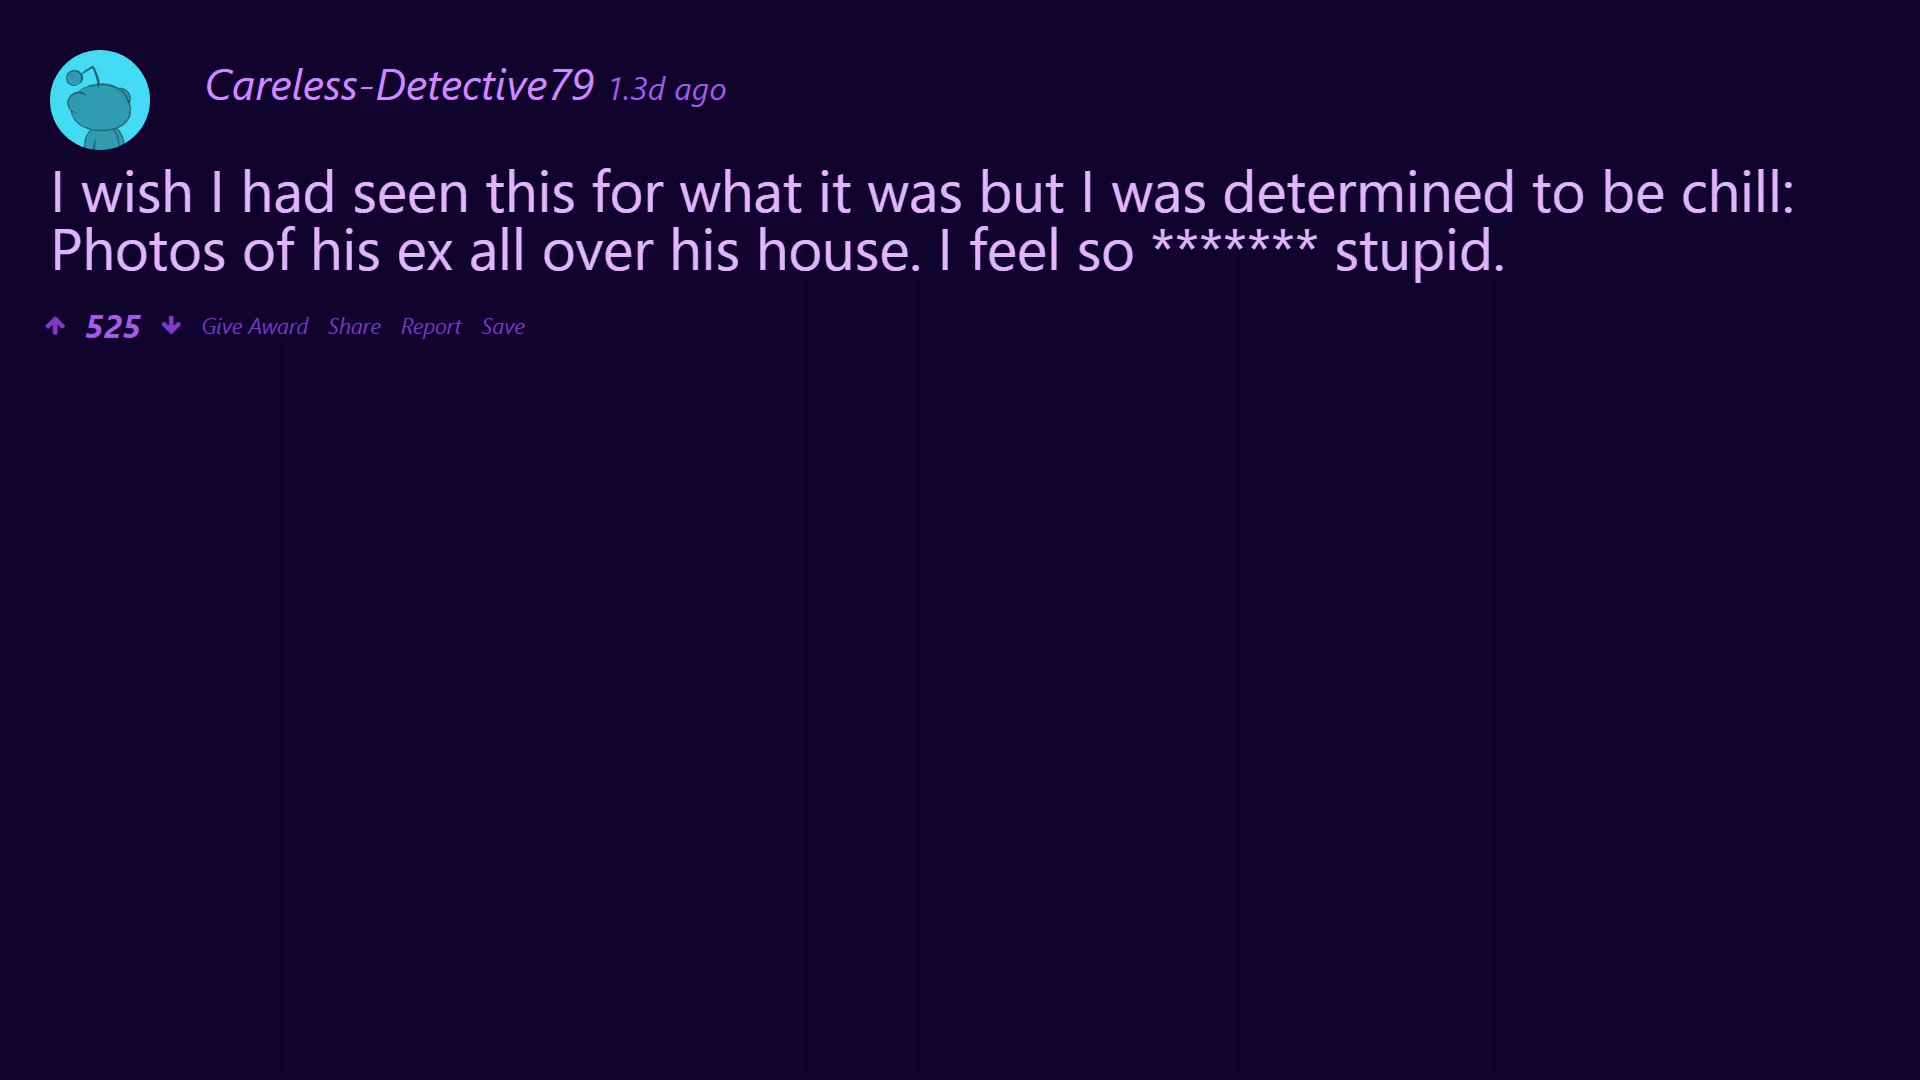 Careless-Detective79 1.3d ago
I wish I had seen this for what it was but I was determined to be chill:
Photos of his ex all over his house. I feel so ******* stupid.
525 Give Award Share Report Save